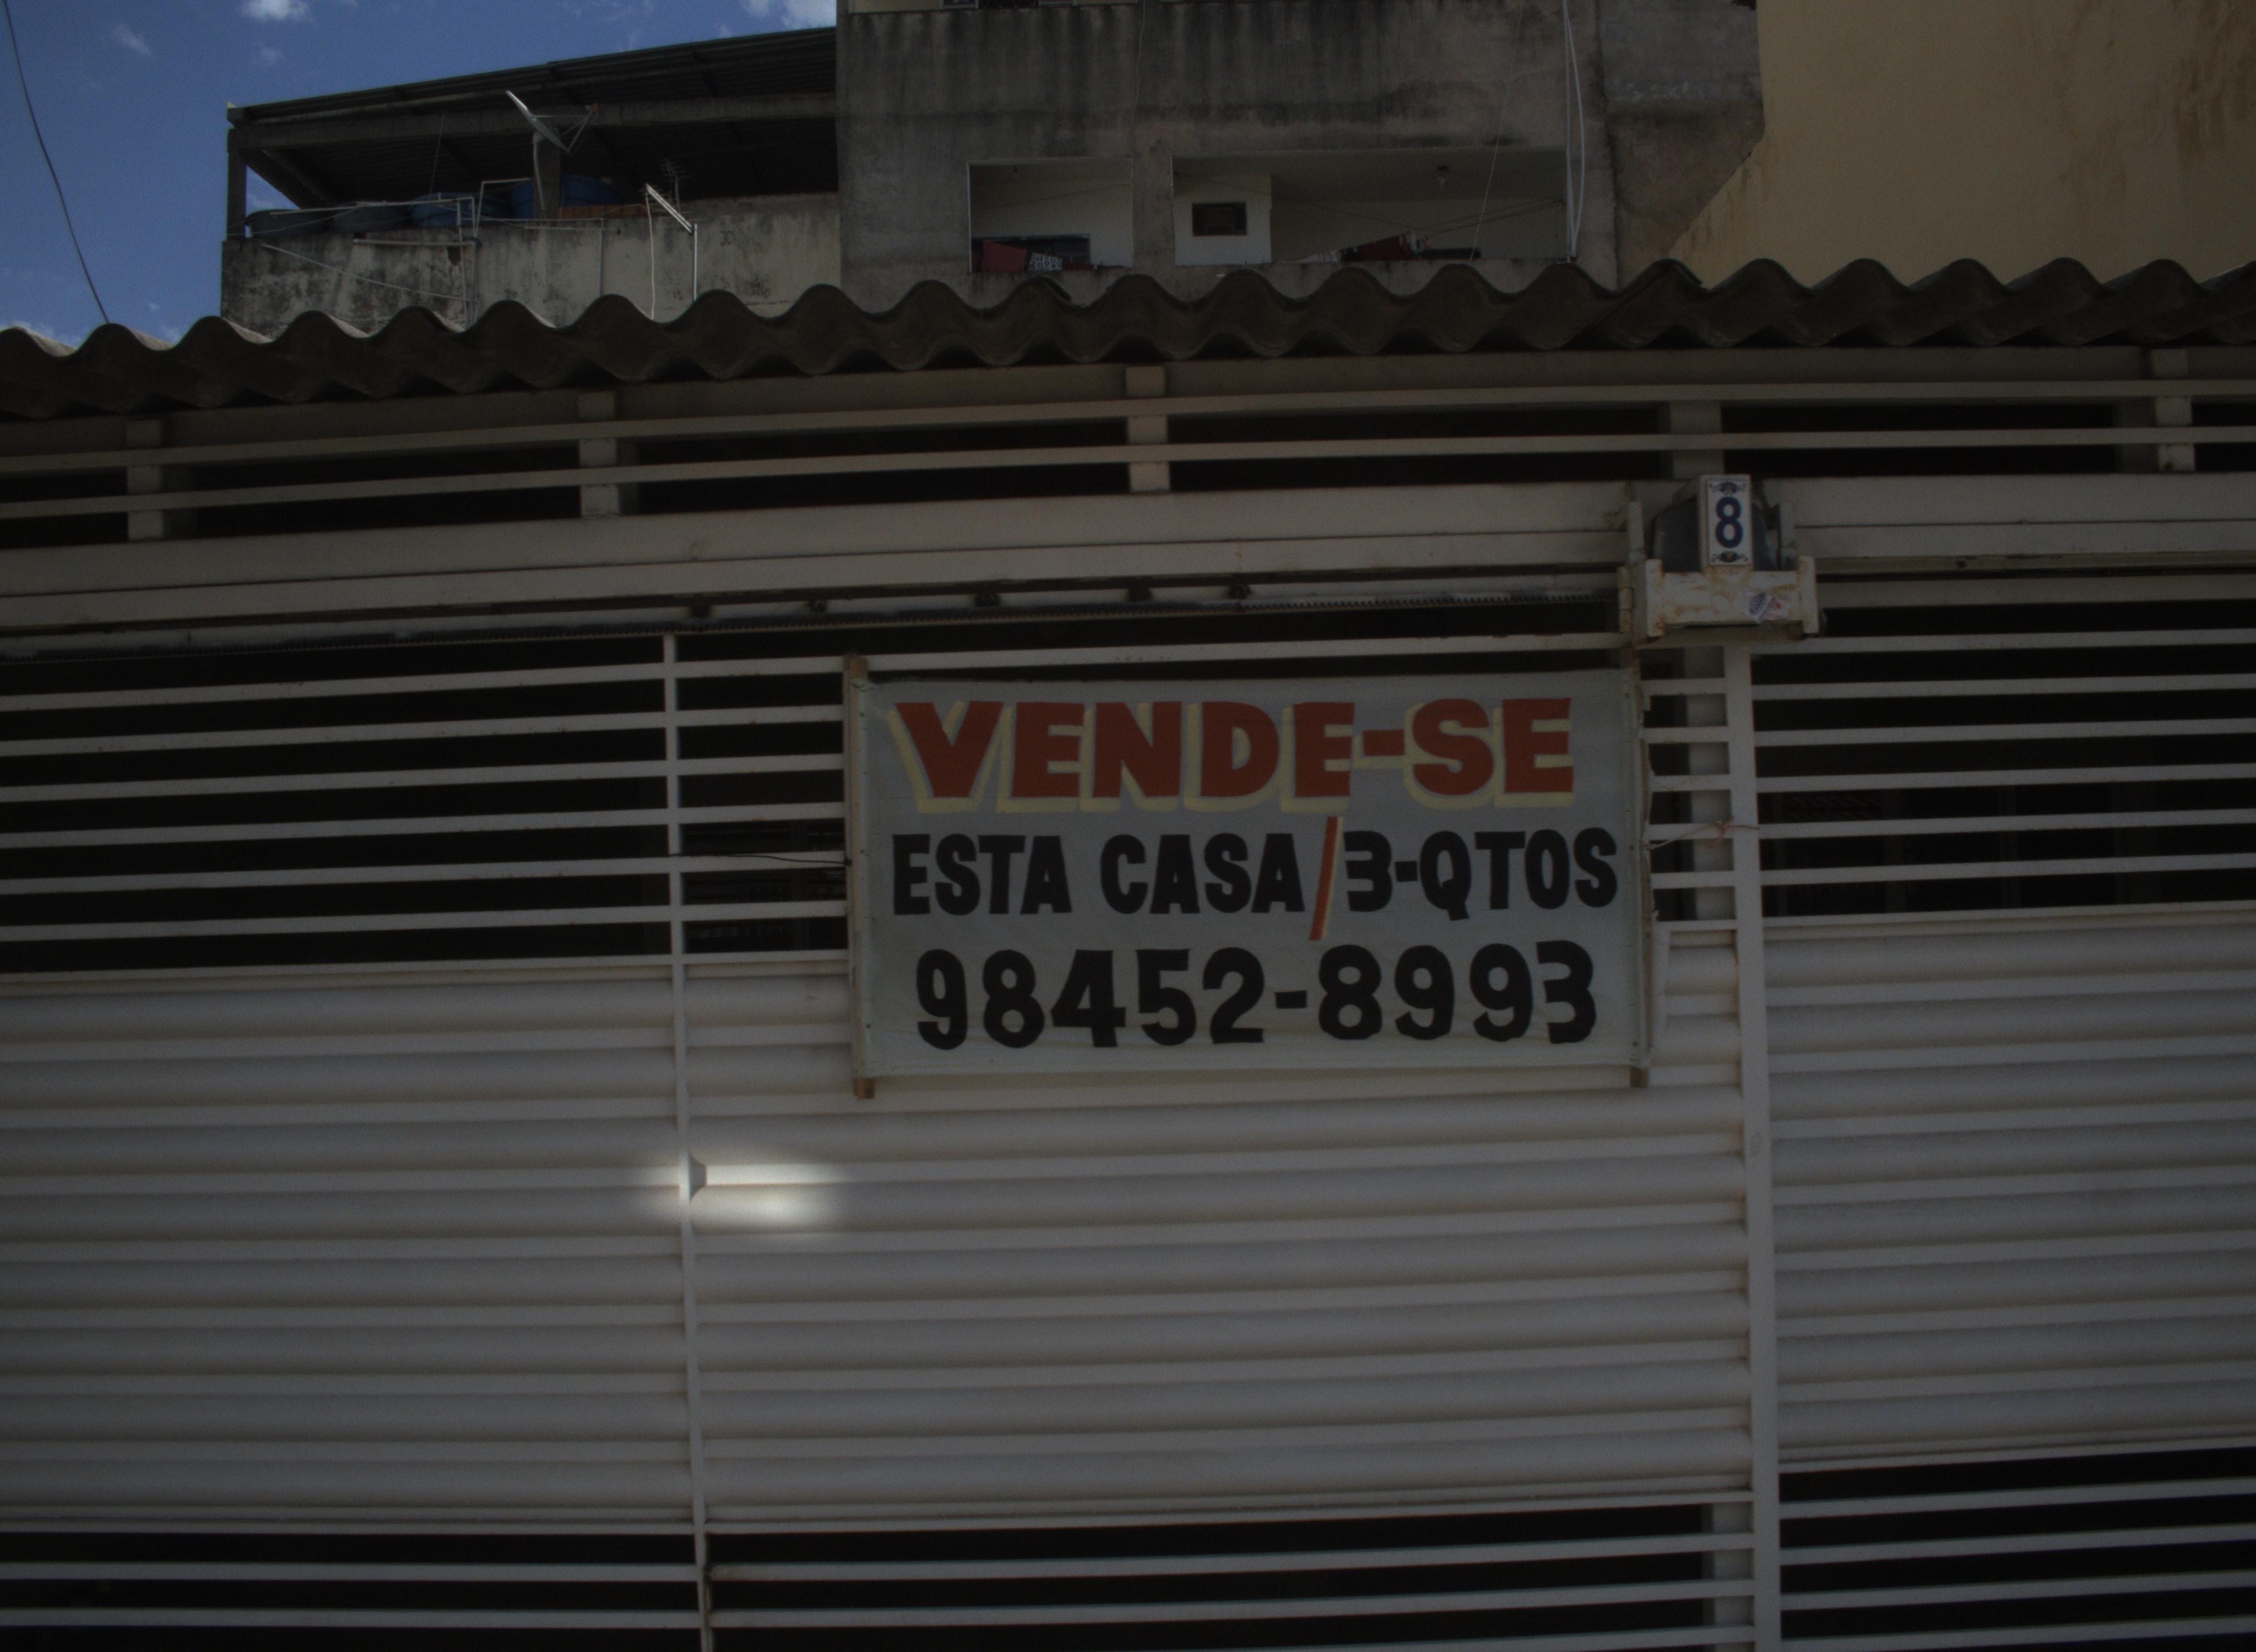 8
VENDE-SE
ESTA CASA/3-QTOS
98452-8993